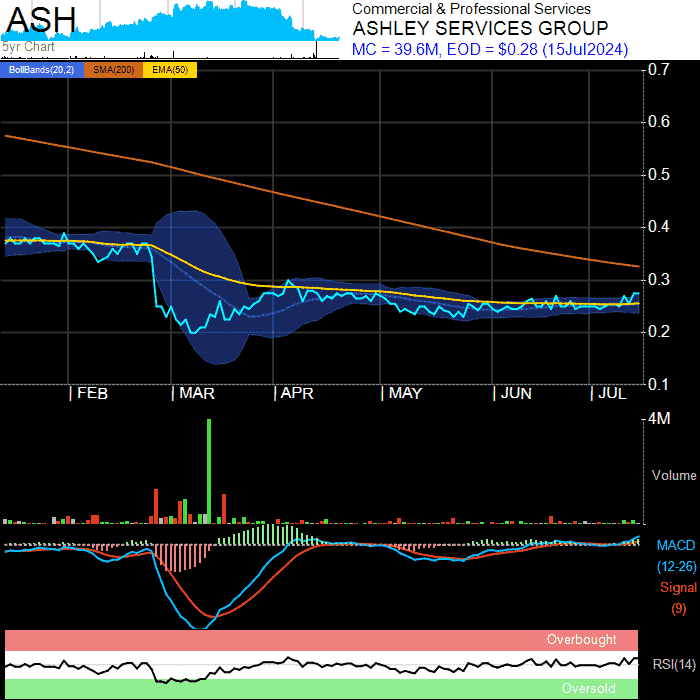 ASH
5yr Chart
Commercial & Professional Services
ASHLEY SERVICES GROUP
MC = 39.6M, EOD = $0.28 (15Jul2024)
BollBands(20,2) SMA(200) EMA(50)
0.7
0.6
0.5
0.4
0.3
0.2
0.1
FEB MAR APR MAY JUN JUL
4M
Volume
MACD
(12-26)
Signal
(9)
Overbought
RSI(14)
Oversold